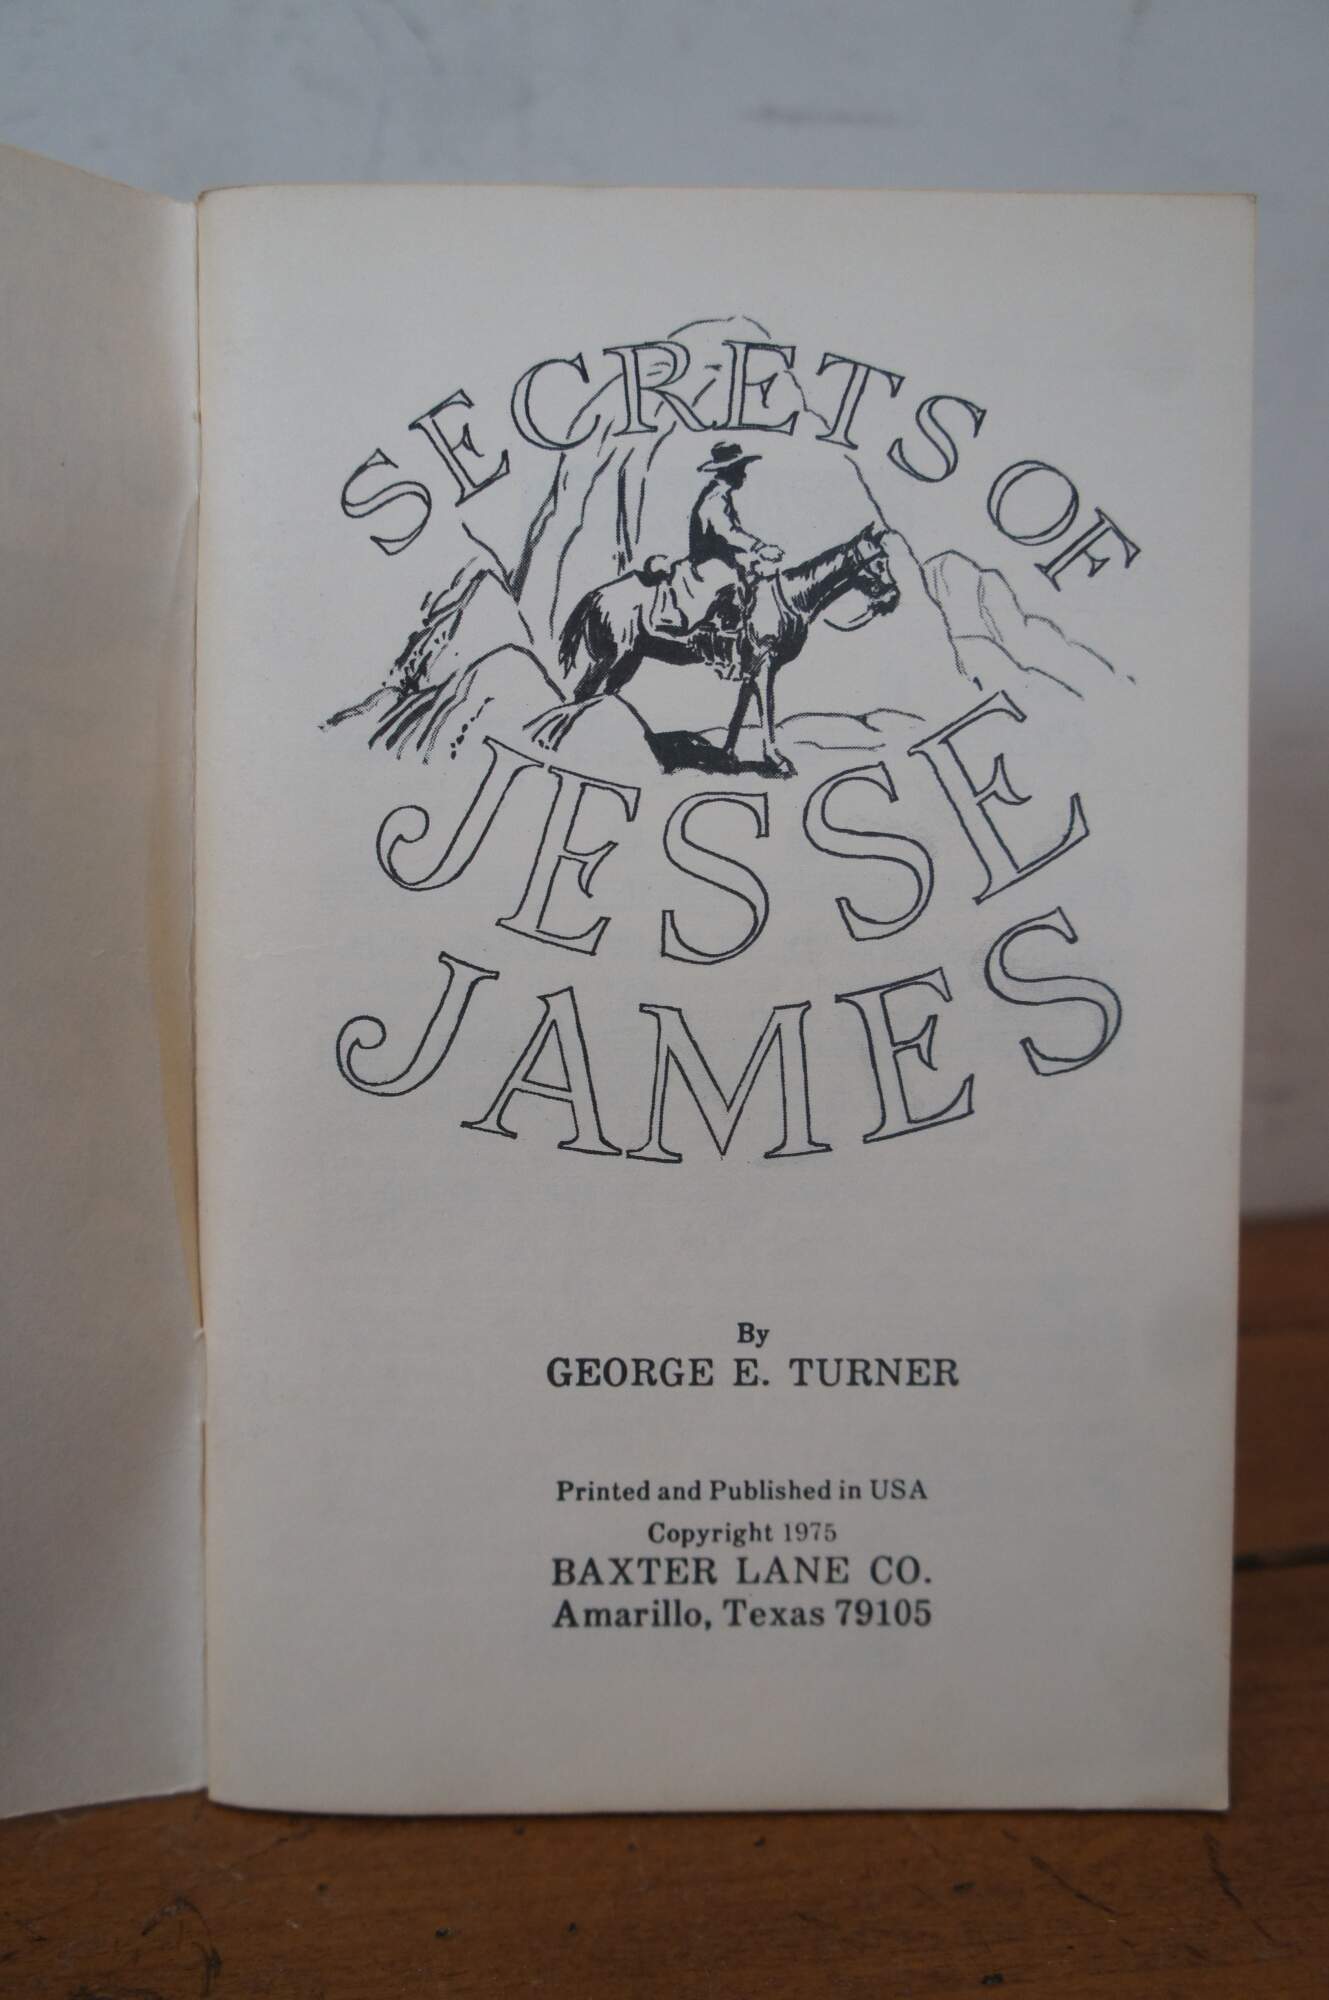 SECRETS OF
JESSE
JAMES
By
GEORGE E. TURNER
Printed and Published in USA
Copyright 1975
BAXTER LANE CO.
Amarillo, Texas 79105